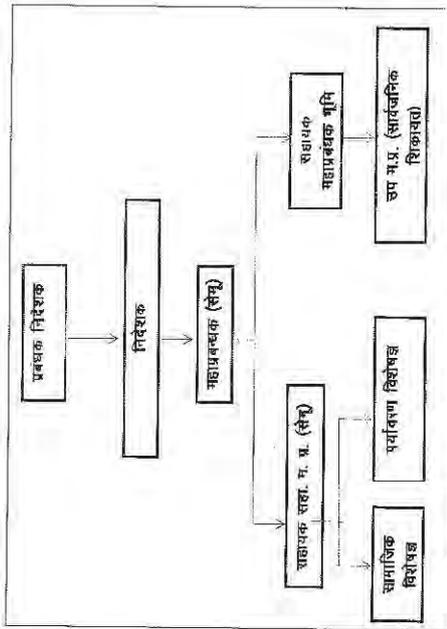 प्रबंधक निदेशक
निदेशक
महाप्रबन्धक (सेमू)
सहायक सहा. म. प्र. (सेमू)
सहायक
महाप्रबंधक भूमि
सामाजिक
विशेषज्ञ
पर्यावरण विशेषज्ञ
उप म.प्र. (सार्वजनिक
शिकायत)